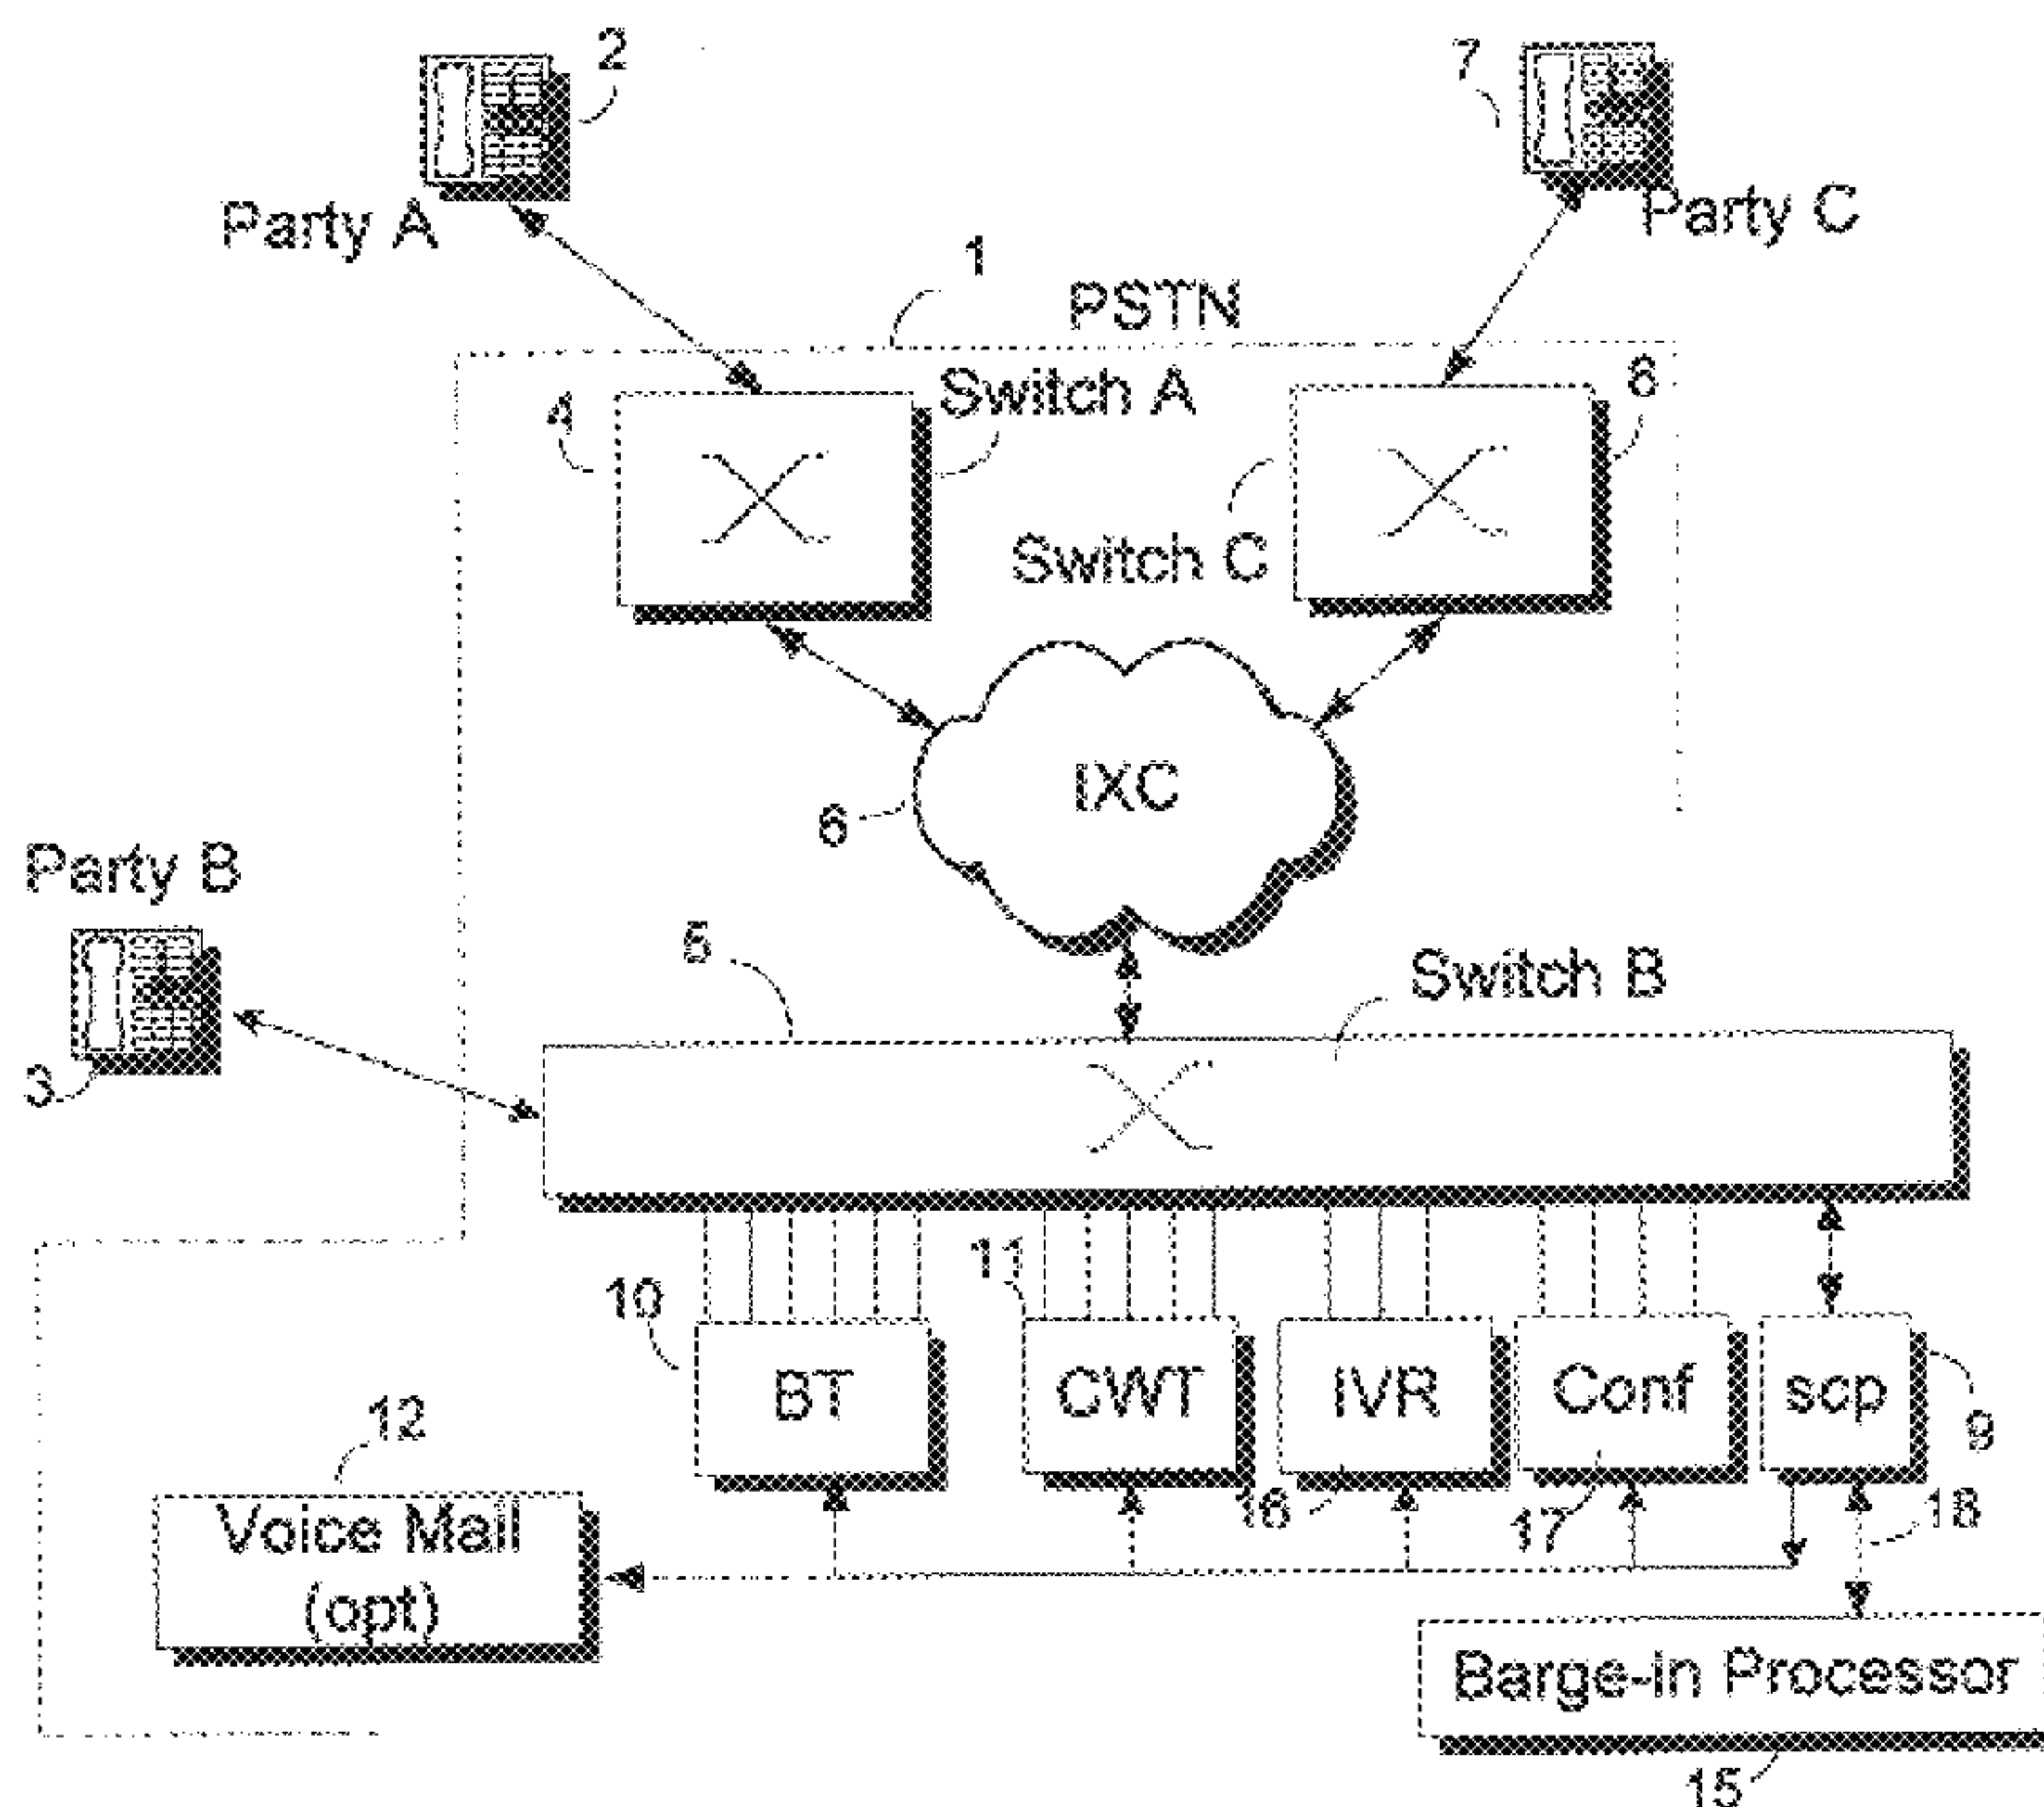 2
7
Party A
Party C
1
PSTN
Switch A
4
8
Switch C
IXC
6
Party B
5
Switch B
3
11
10
BT
CWT
IVR
Conf
scp
9
12
16
17
18
Voice Mail
(opt)
Barge-in Processor
15